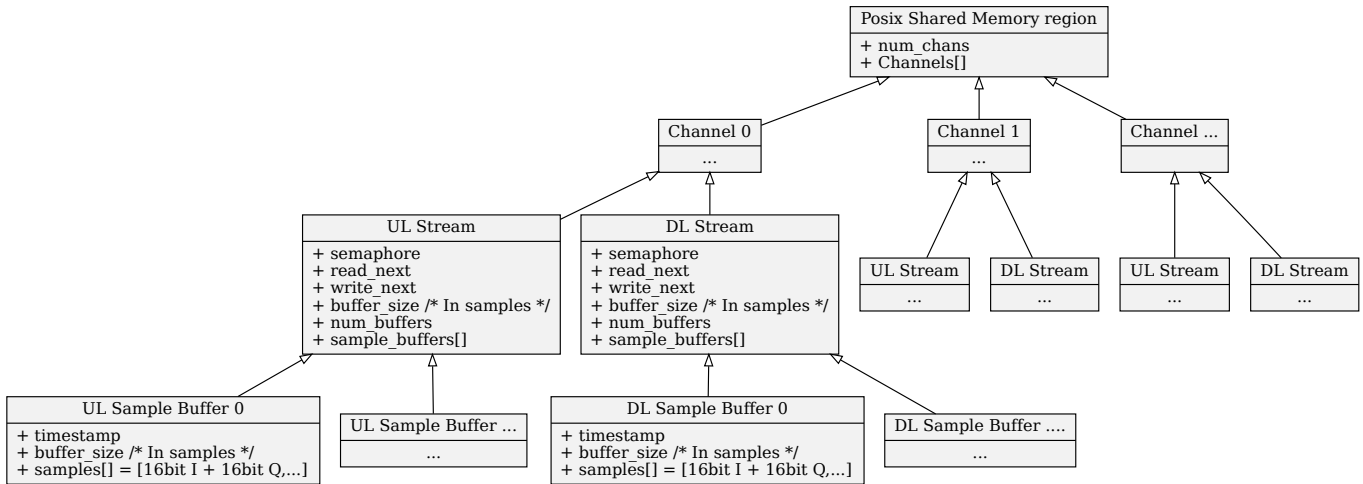 Posix Shared Memory region
+ num_chans
+ Channels[]
Channel 0
...
Channel 1
...
Channel ...
UL Stream
+ semaphore
+ read_next
+ write_next
+ buffer_size /* In samples */
+ num_buffers
+ sample_buffers[]
DL Stream
+ semaphore
+ read_next
+ write_next
+ buffer_size /* In samples */
+ num_buffers
+ sample_buffers[]
UL Stream
...
DL Stream
...
UL Stream
...
DL Stream
...
UL Sample Buffer 0
+ timestamp
+ buffer_size /* In samples */
+ samples[] = [16bit I + 16bit Q,...]
UL Sample Buffer ...
...
DL Sample Buffer 0
+ timestamp
+ buffer_size /* In samples */
+ samples[] = [16bit I + 16bit Q,...]
DL Sample Buffer ....
...